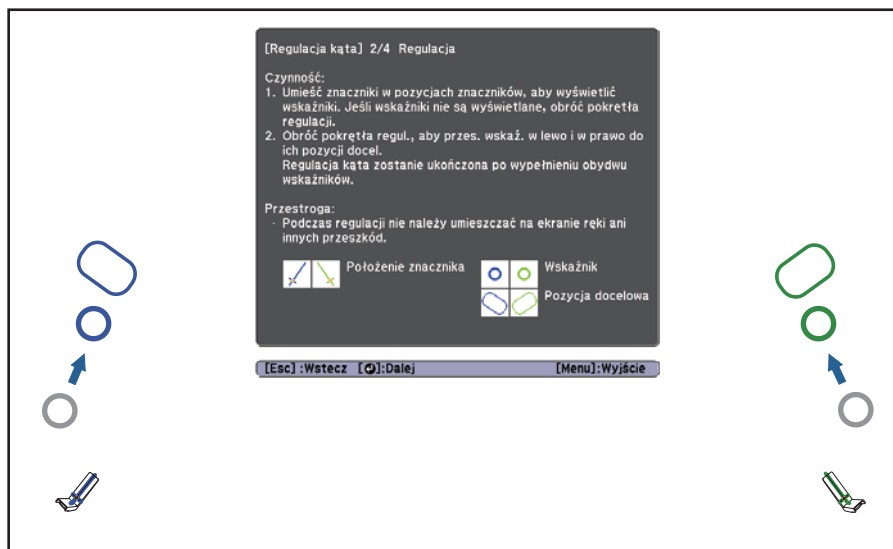 [Regulacja kąta] 2/4 Regulacja
Czynność:
1. Umieść znaczniki w pozycjach znaczników, aby wyświetlić
wskaźniki. Jeśli wskaźniki nie są wyświetlane, obróć pokrętła
regulacji.
2. Obróć pokrętła regul., aby przes. wskaź. w lewo i w prawo do
ich pozycji docel.
Regulacja kąta zostanie ukończona po wypełnieniu obydwu
wskaźników.
Przestroga:
· Podczas regulacji nie należy umieszczać na ekranie ręki ani
innych przeszkód.
Położenie znacznika
Wskaźnik
Pozycja docelowa
[Esc] :Wstecz [⏎]:Dalej [Menu]:Wyjście